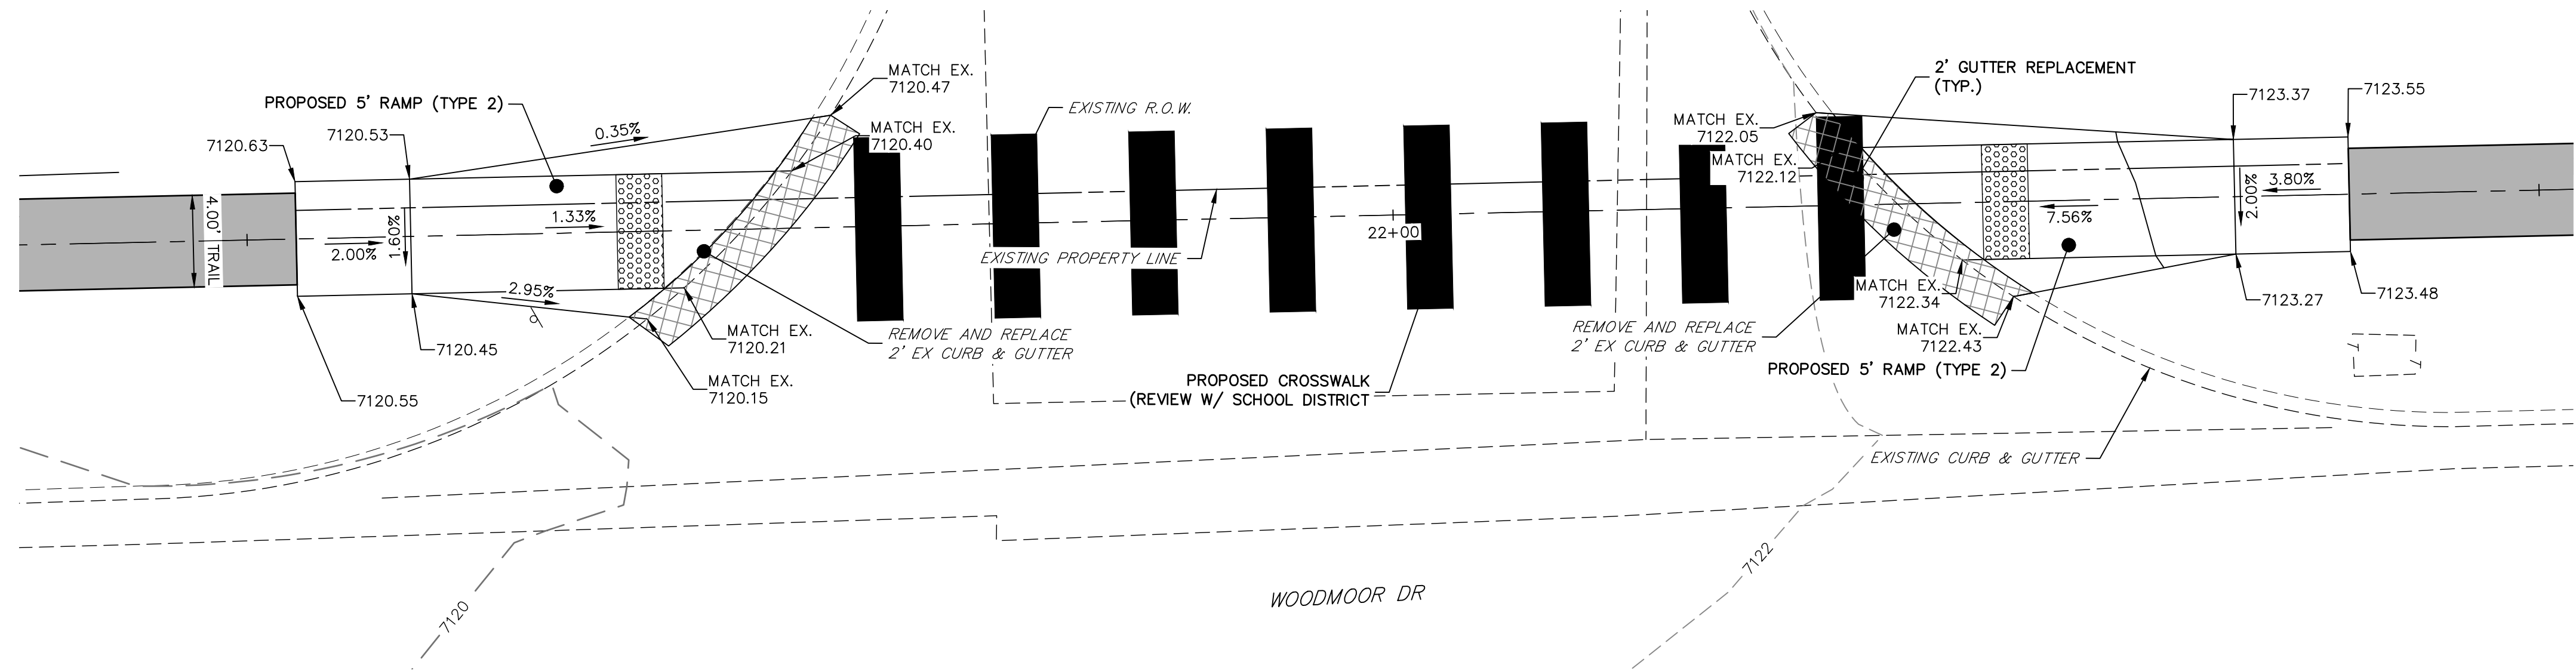 MATCH EX.
7120.47
PROPOSED 5' RAMP (TYPE 2)
7120.53
7120.63
0.35%
MATCH EX.
7120.40
EXISTING R.O.W.
4.00' TRAIL
2.00%
1.60%
1.33%
2.95%
7120.45
7120.55
MATCH EX.
7120.21
MATCH EX.
7120.15
REMOVE AND REPLACE
2' EX CURB & GUTTER
EXISTING PROPERTY LINE
22+00
PROPOSED CROSSWALK
(REVIEW W/ SCHOOL DISTRICT
2' GUTTER REPLACEMENT
(TYP.)
MATCH EX.
7122.05
MATCH EX.
7122.12
7123.37
7123.55
3.80%
2.00%
7.56%
MATCH EX.
7122.34
REMOVE AND REPLACE
2' EX CURB & GUTTER
MATCH EX.
7122.43
PROPOSED 5' RAMP (TYPE 2)
7123.27
7123.48
EXISTING CURB & GUTTER
7120
7122
WOODMOOR DR